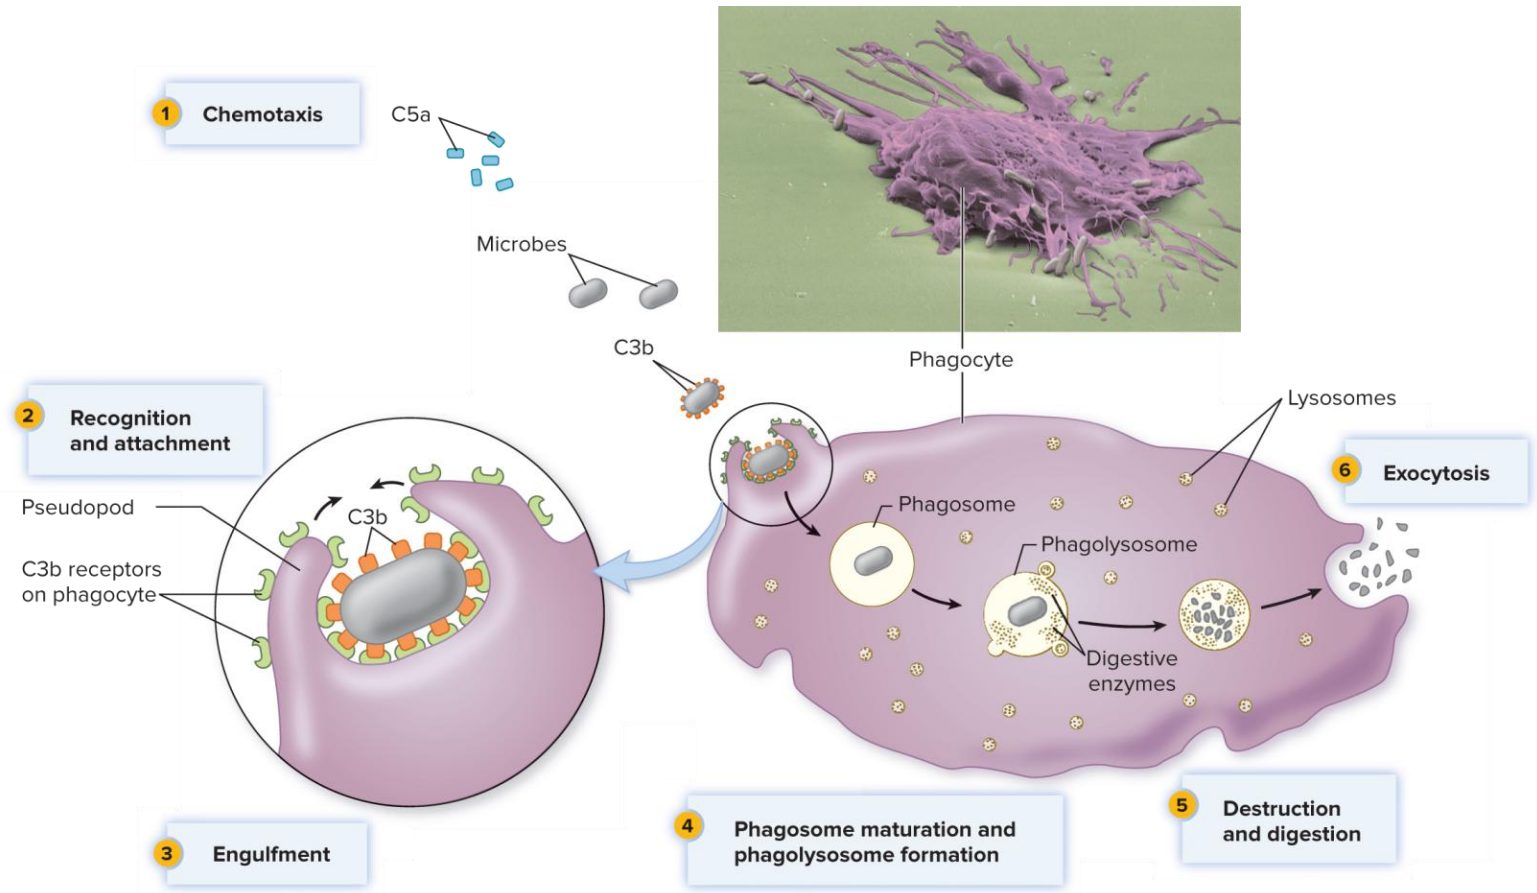 1 Chemotaxis
C5a
Microbes
C3b
Phagocyte
Lysosomes
2 Recognition
and attachment
6 Exocytosis
Pseudopod
C3b
Phagosome
Phagolysosome
C3b receptors
on phagocyte
Digestive
enzymes
3 Engulfment
4 Phagosome maturation and
phagolysosome formation
5 Destruction
and digestion